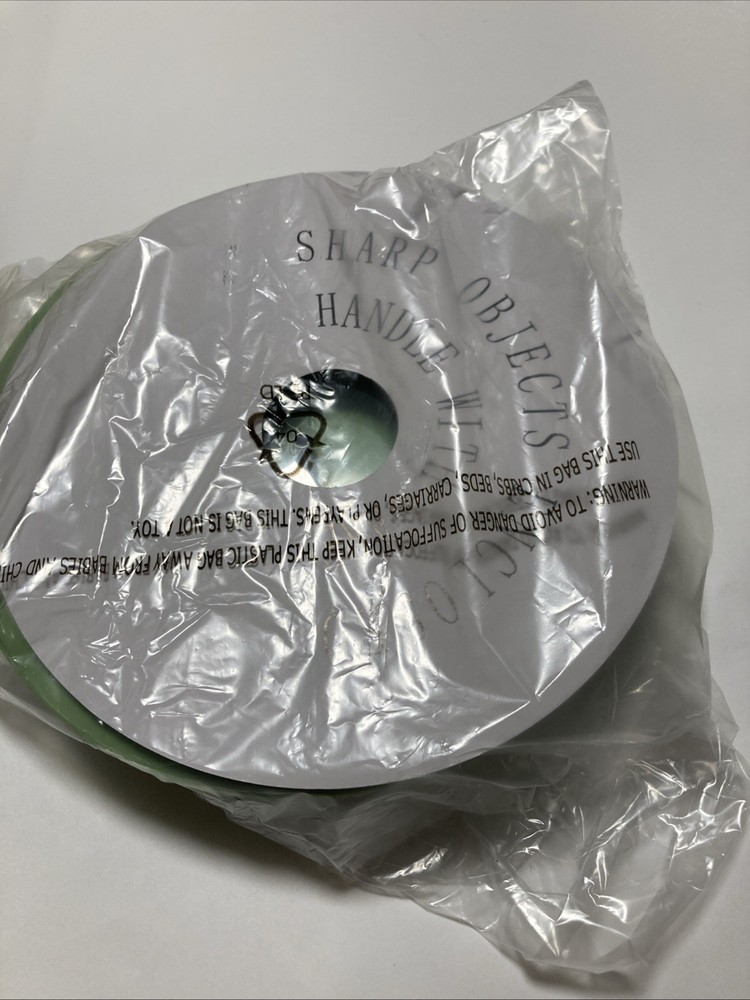 SHARP OBJECTS
HANDLE WITH
WARNING: TO AVOID DANGER OF SUFFOCATION, KEEP THIS PLASTIC BAG AWAY FROM BABIES AND
USE THIS BAG IN CRIBS, BEDS, CARRIAGES, OR PLAYPENS. THIS BAG IS NOT A TOY.
04